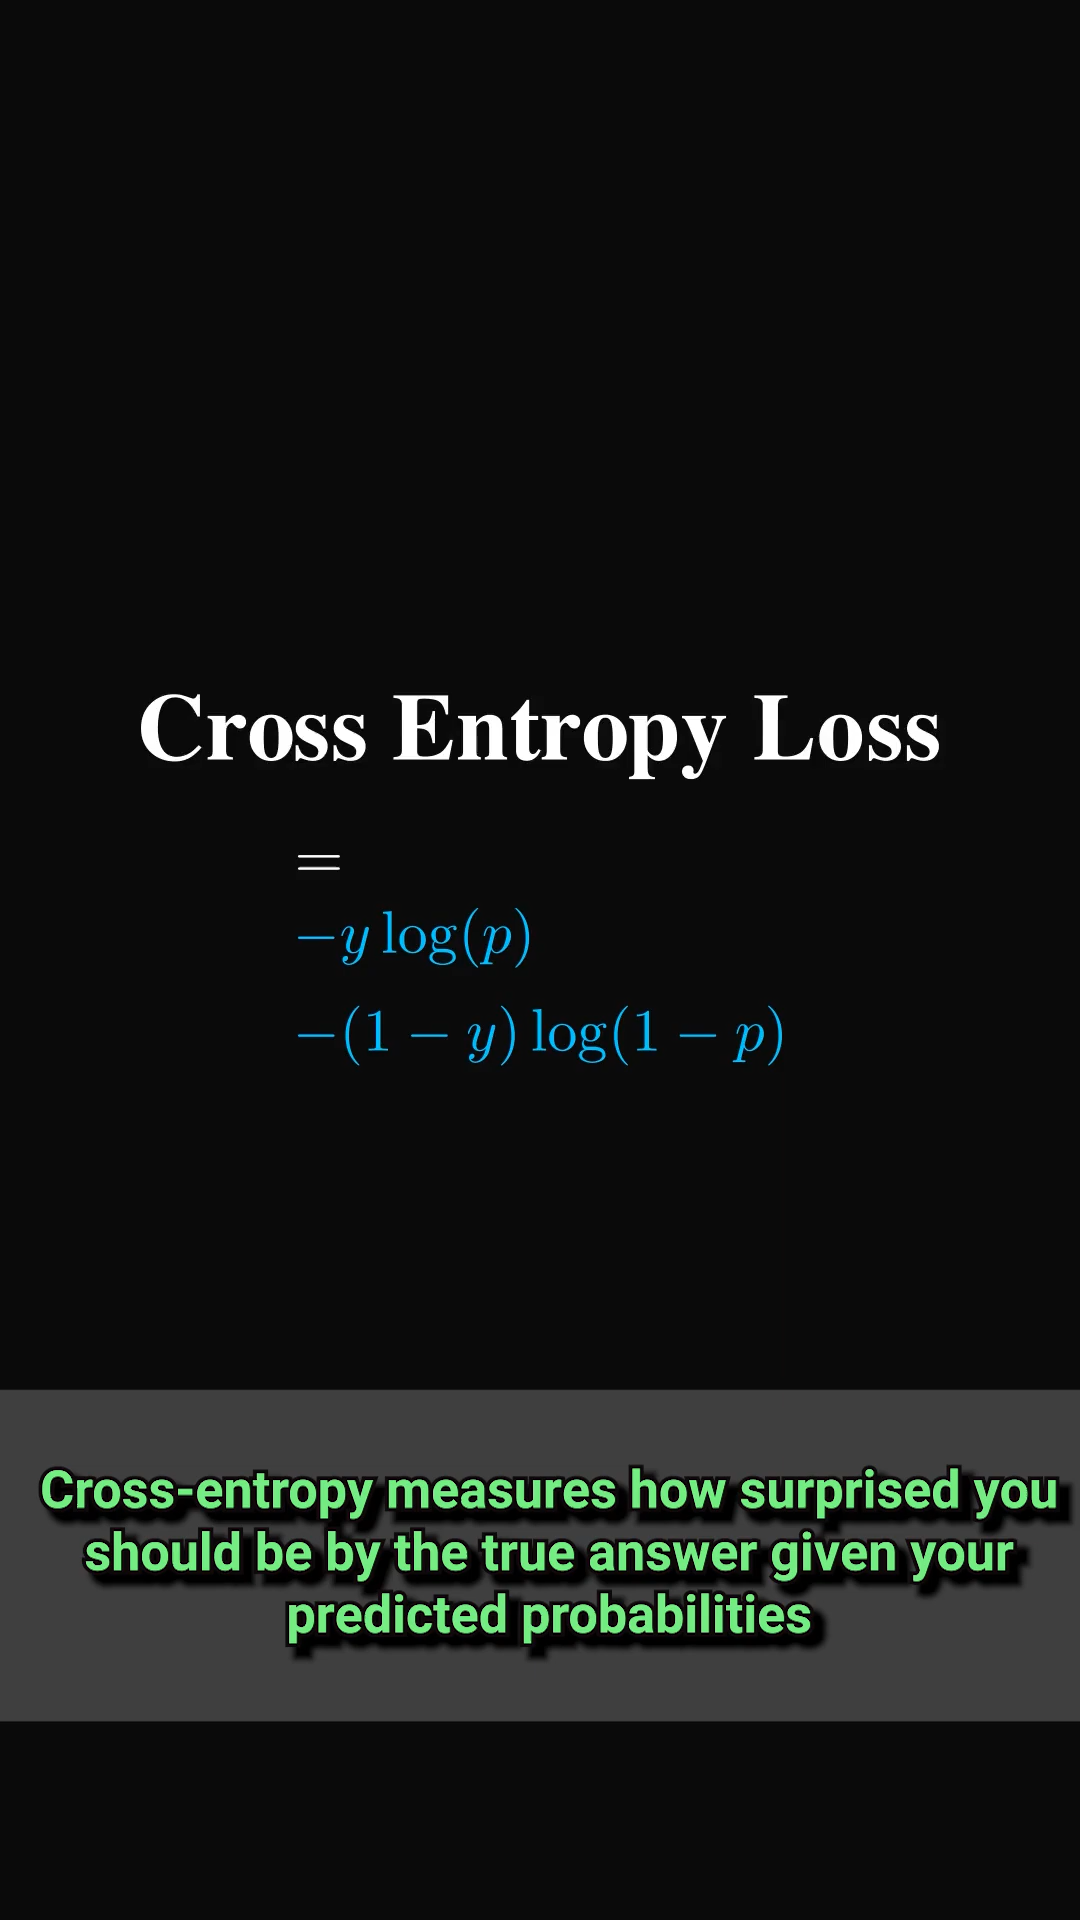 Cross Entropy Loss
=
−y log(p)
−(1 − y) log(1 − p)
Cross-entropy measures how surprised you
should be by the true answer given your
predicted probabilities